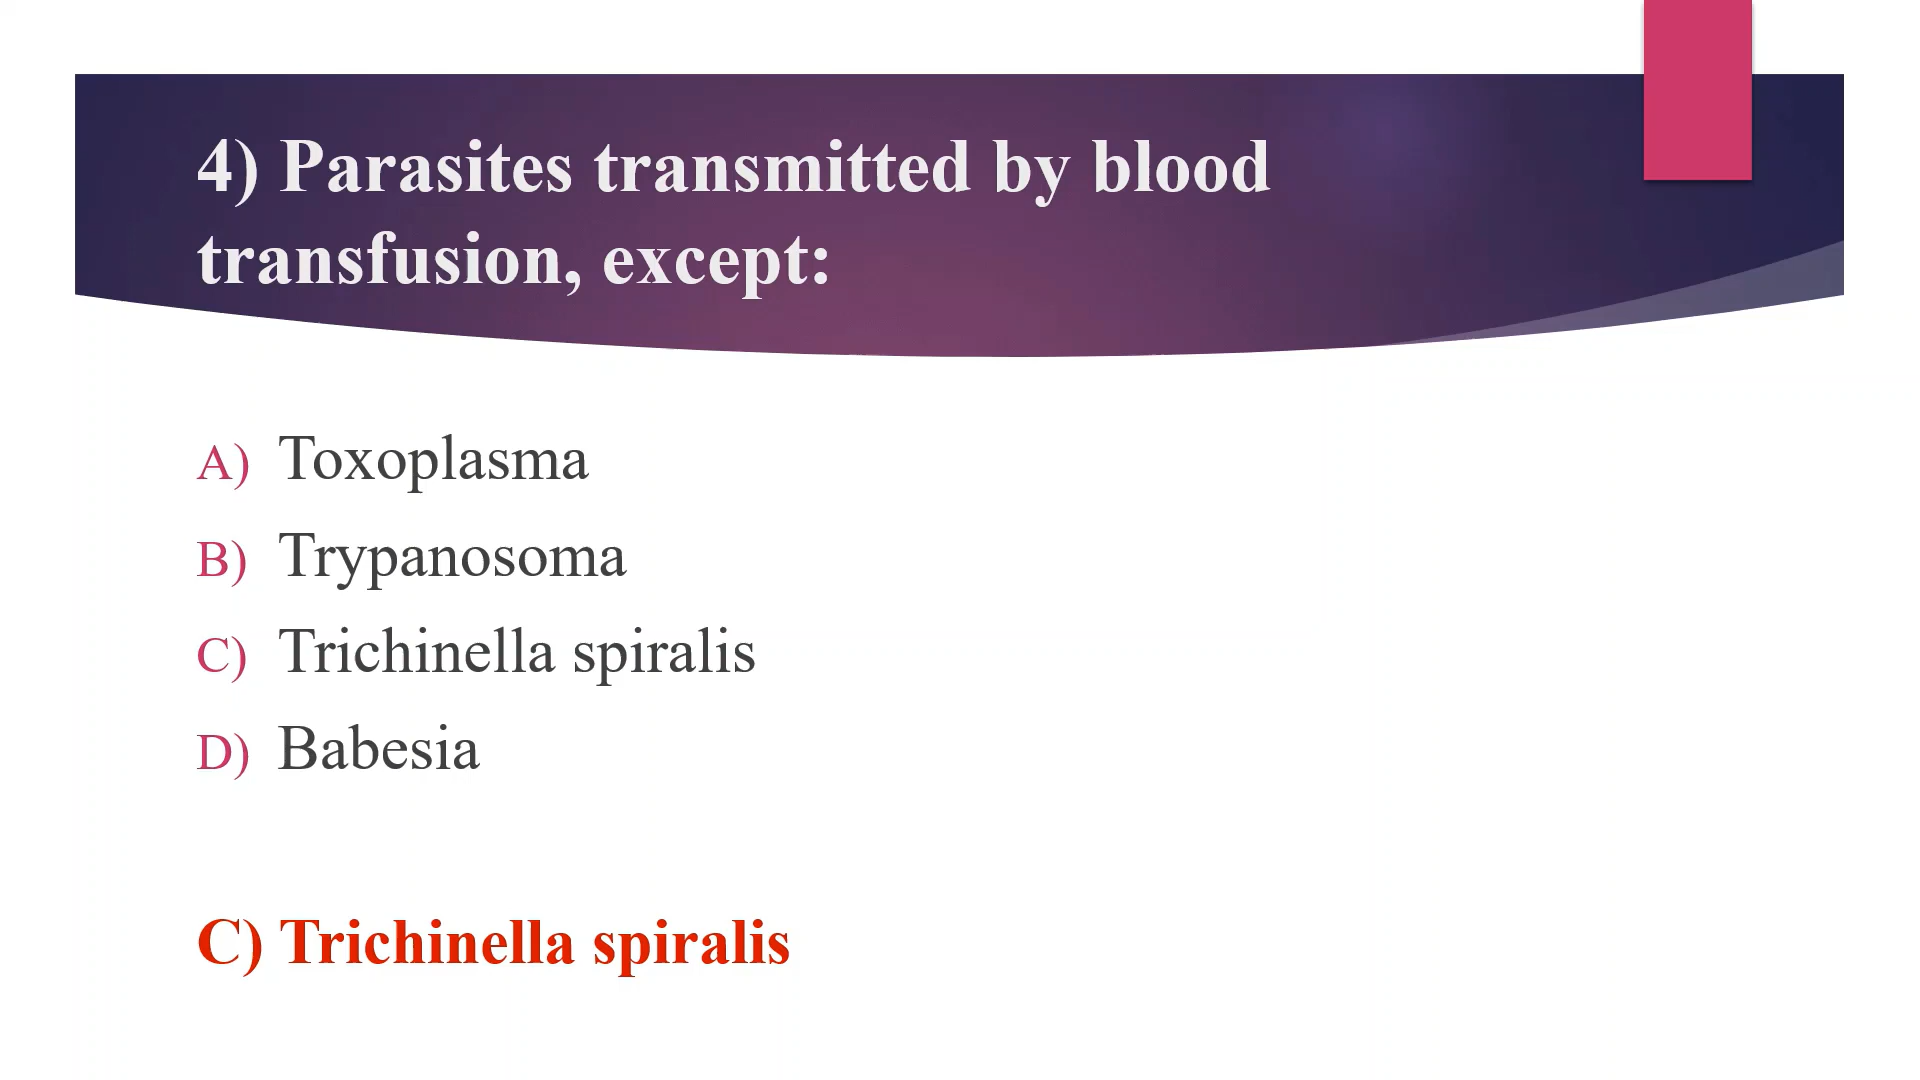 4) Parasites transmitted by blood
transfusion, except:
A) Toxoplasma
B) Trypanosoma
C) Trichinella spiralis
D) Babesia
C) Trichinella spiralis